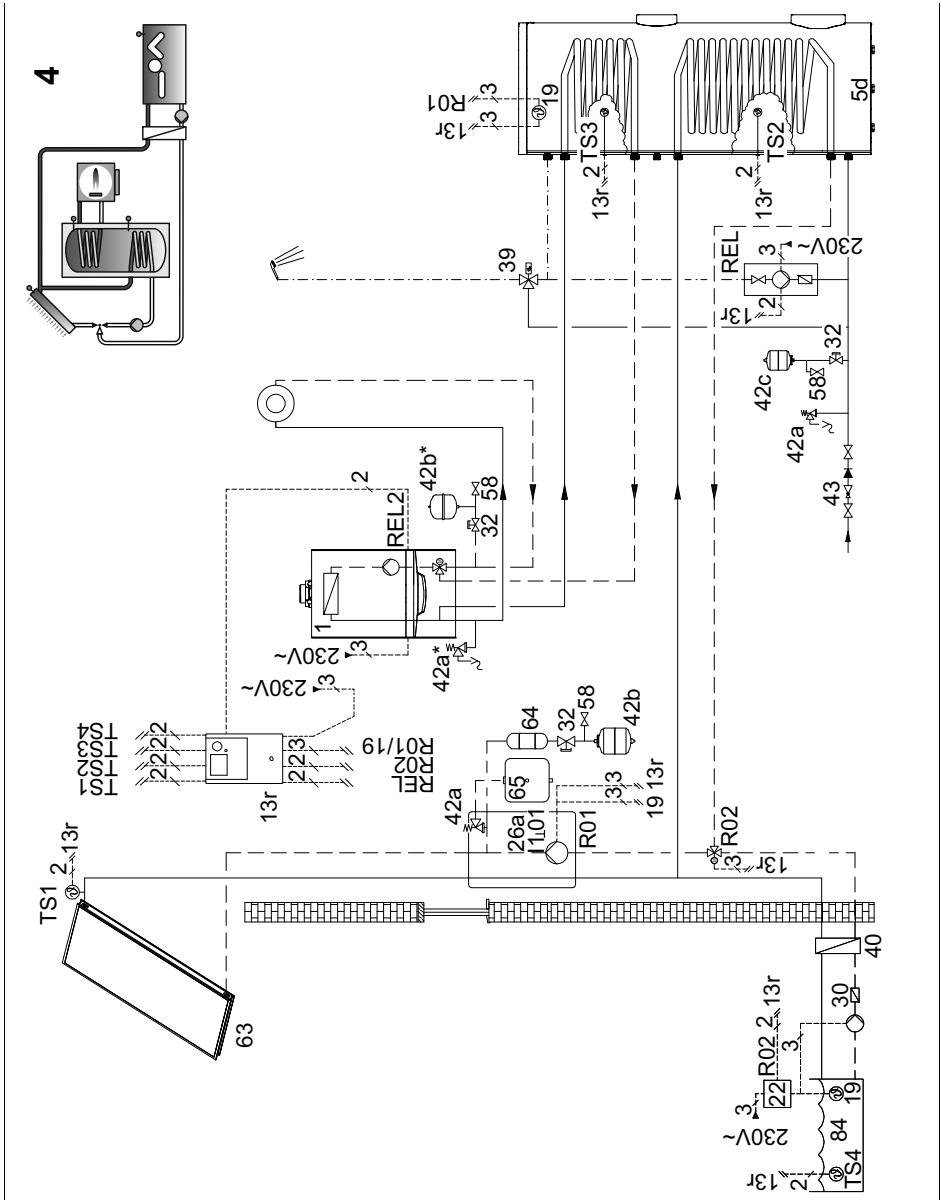 4
R01
3
13r
3
19
TS3
2
13r
TS2
2
13r
5d
39
REL
3
230V~
2
13r
32
42c
58
42a
43
2
42b*
58
32
REL2
1
230V~
3
42a*
230V~
3
TS1
TS2
TS3
TS4
2
2
2
2
13r
2
2
2
3
REL
R02
R01/19
64
32
58
42b
42a
65
26a
R01
3
3
19
13r
R02
3
13r
TS1
2
13r
63
40
30
13r
2
R02
3
22
3
230V~
19
84
TS4
2
13r